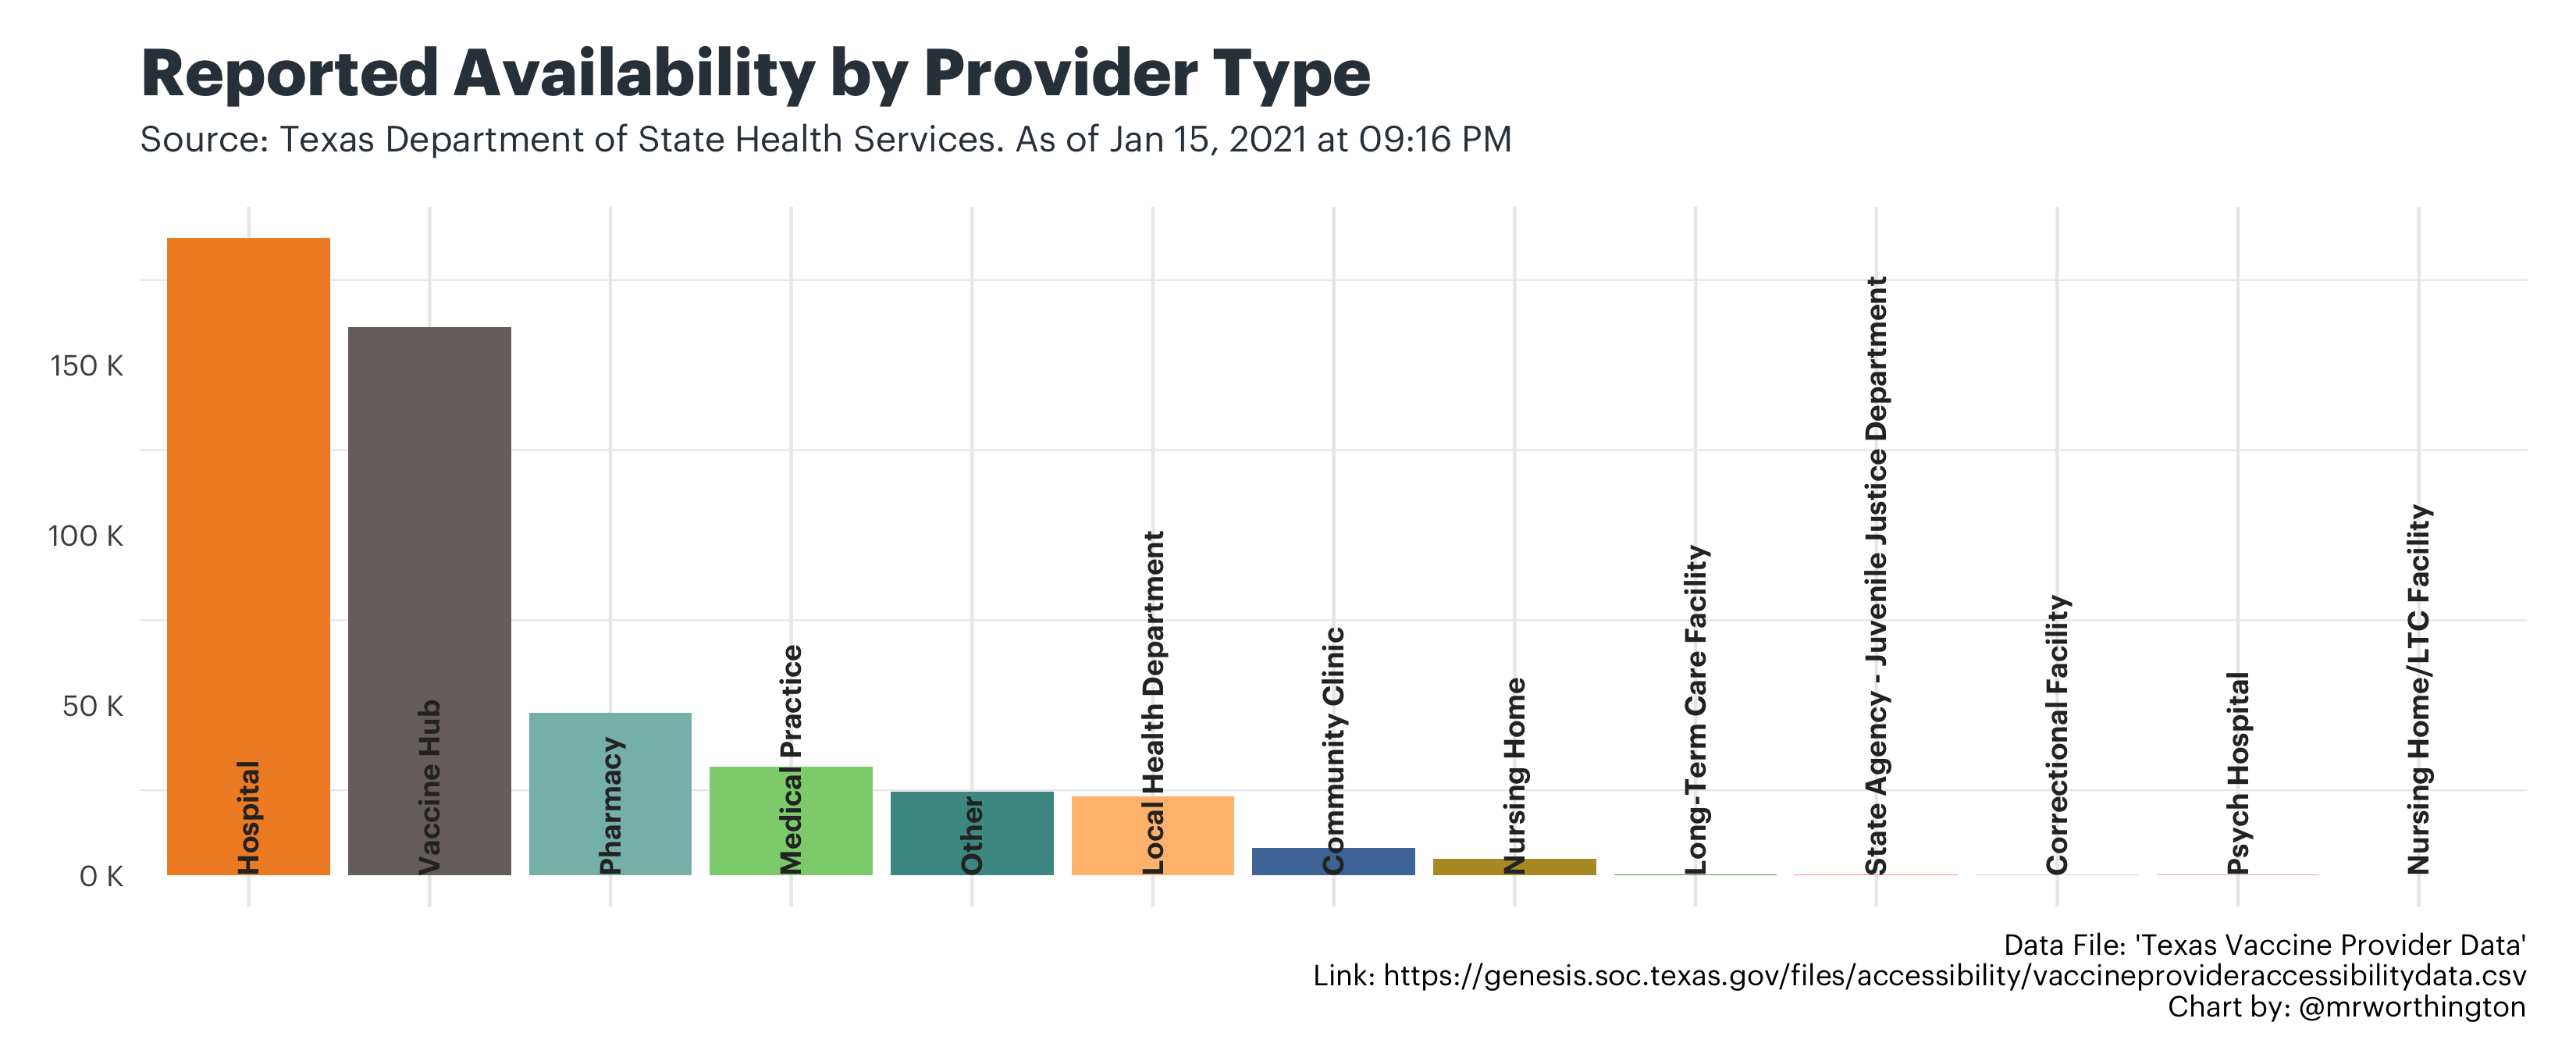 Reported Availability by Provider Type
Source: Texas Department of State Health Services. As of Jan 15, 2021 at 09:16 PM
150 K
100 K
50 K
0 K
Hospital
Vaccine Hub
Pharmacy
Medical Practice
Other
Local Health Department
Community Clinic
Nursing Home
Long-Term Care Facility
State Agency - Juvenile Justice Department
Correctional Facility
Psych Hospital
Nursing Home/LTC Facility
Data File: 'Texas Vaccine Provider Data'
Link: https://genesis.soc.texas.gov/files/accessibility/vaccineprovideraccessibilitydata.csv
Chart by: @mrworthington